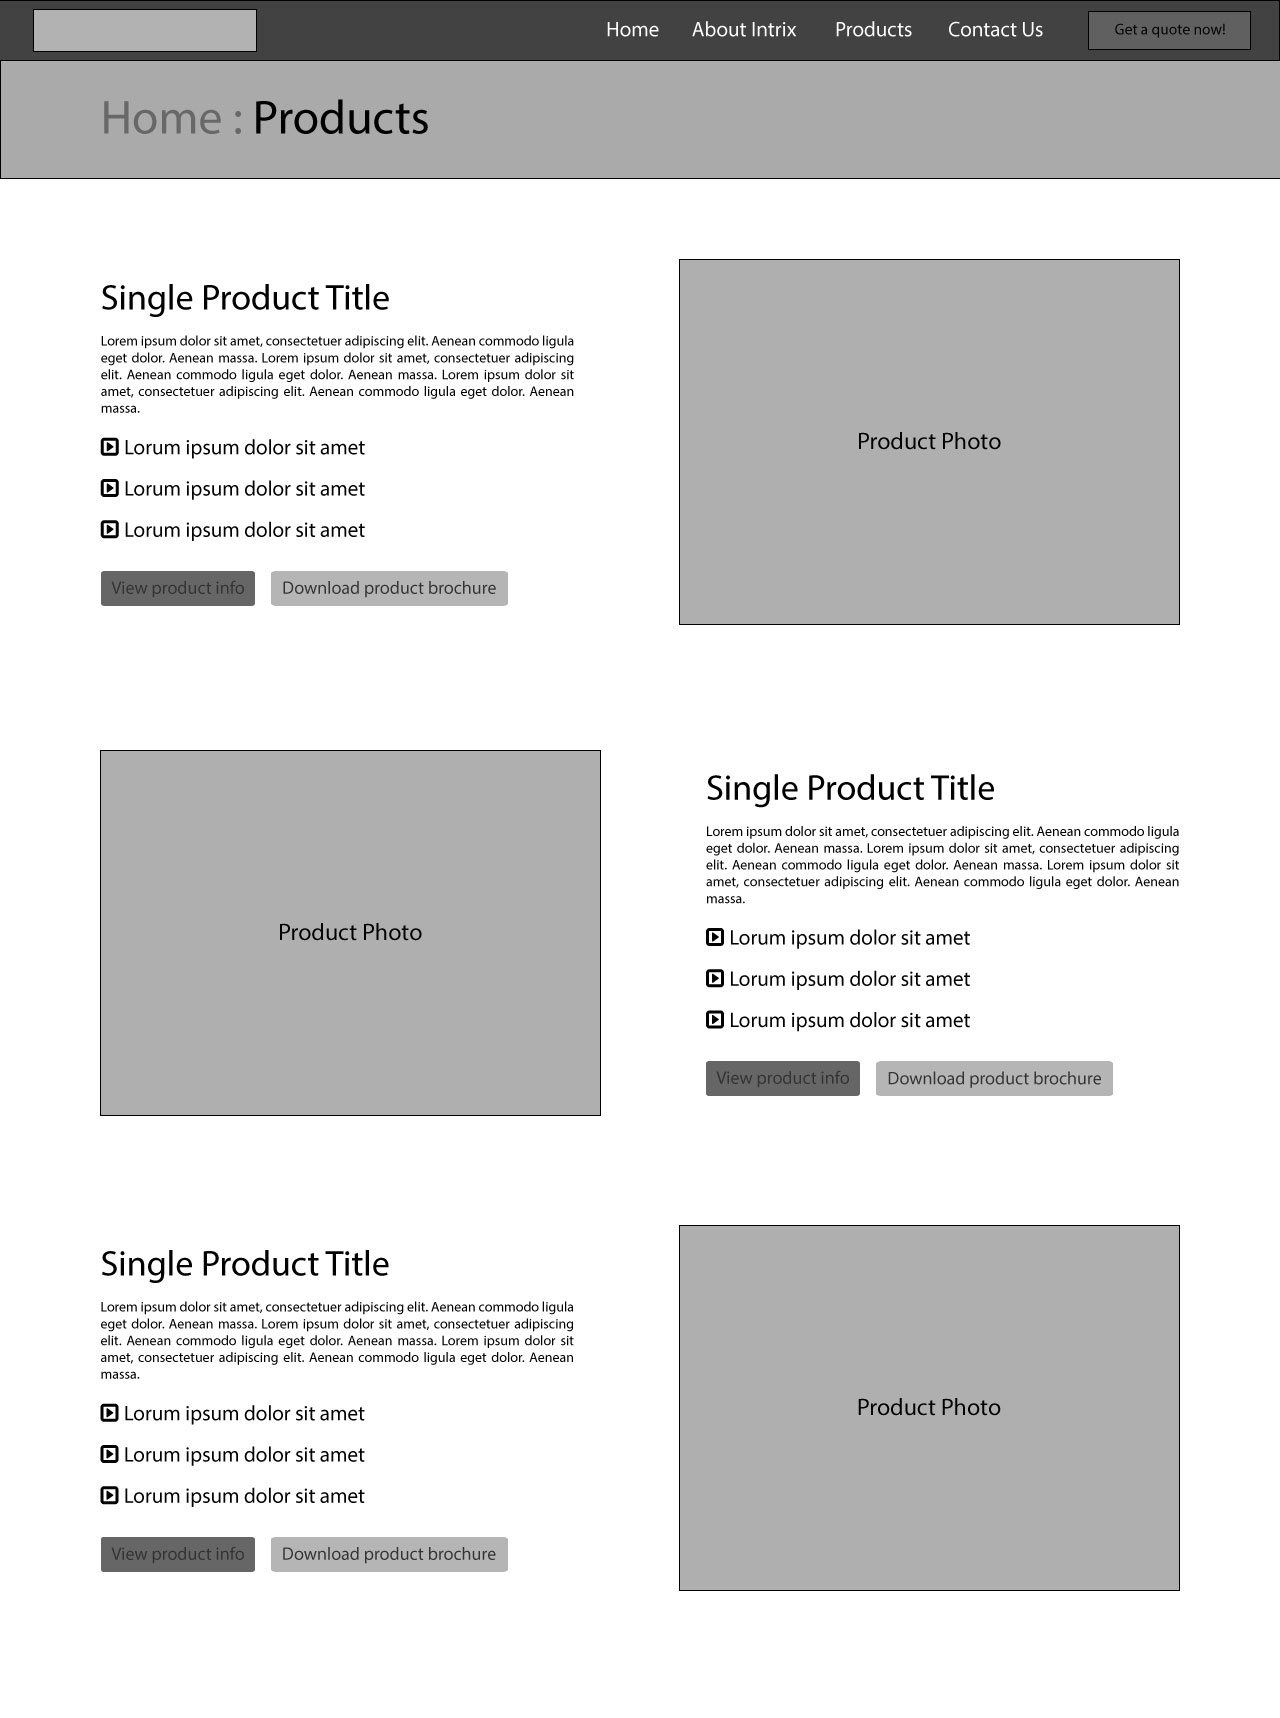 Home About Intrix Products Contact Us Get a quote now!
Home : Products
Single Product Title
Lorem ipsum dolor sit amet, consectetuer adipiscing elit. Aenean commodo ligula
eget dolor. Aenean massa. Lorem ipsum dolor sit amet, consectetuer adipiscing
elit. Aenean commodo ligula eget dolor. Aenean massa. Lorem ipsum dolor sit
amet, consectetuer adipiscing elit. Aenean commodo ligula eget dolor. Aenean
massa.
Lorum ipsum dolor sit amet
Lorum ipsum dolor sit amet
Lorum ipsum dolor sit amet
View product info Download product brochure
Product Photo
Product Photo
Single Product Title
Lorem ipsum dolor sit amet, consectetuer adipiscing elit. Aenean commodo ligula
eget dolor. Aenean massa. Lorem ipsum dolor sit amet, consectetuer adipiscing
elit. Aenean commodo ligula eget dolor. Aenean massa. Lorem ipsum dolor sit
amet, consectetuer adipiscing elit. Aenean commodo ligula eget dolor. Aenean
massa.
Lorum ipsum dolor sit amet
Lorum ipsum dolor sit amet
Lorum ipsum dolor sit amet
View product info Download product brochure
Single Product Title
Lorem ipsum dolor sit amet, consectetuer adipiscing elit. Aenean commodo ligula
eget dolor. Aenean massa. Lorem ipsum dolor sit amet, consectetuer adipiscing
elit. Aenean commodo ligula eget dolor. Aenean massa. Lorem ipsum dolor sit
amet, consectetuer adipiscing elit. Aenean commodo ligula eget dolor. Aenean
massa.
Lorum ipsum dolor sit amet
Lorum ipsum dolor sit amet
Lorum ipsum dolor sit amet
View product info Download product brochure
Product Photo